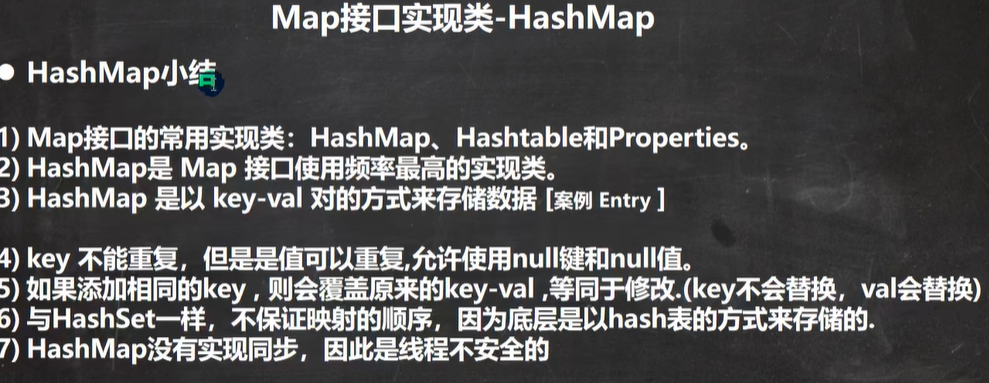 Map接口实现类-HashMap
● HashMap小结
1) Map接口的常用实现类：HashMap、Hashtable和Properties。
2) HashMap是 Map 接口使用频率最高的实现类。
3) HashMap 是以 key-val 对的方式来存储数据 [案例 Entry ]
4) key 不能重复，但是是值可以重复,允许使用null键和null值。
5) 如果添加相同的key , 则会覆盖原来的key-val ,等同于修改.(key不会替换，val会替换)
6) 与HashSet一样，不保证映射的顺序，因为底层是以hash表的方式来存储的.
7) HashMap没有实现同步，因此是线程不安全的